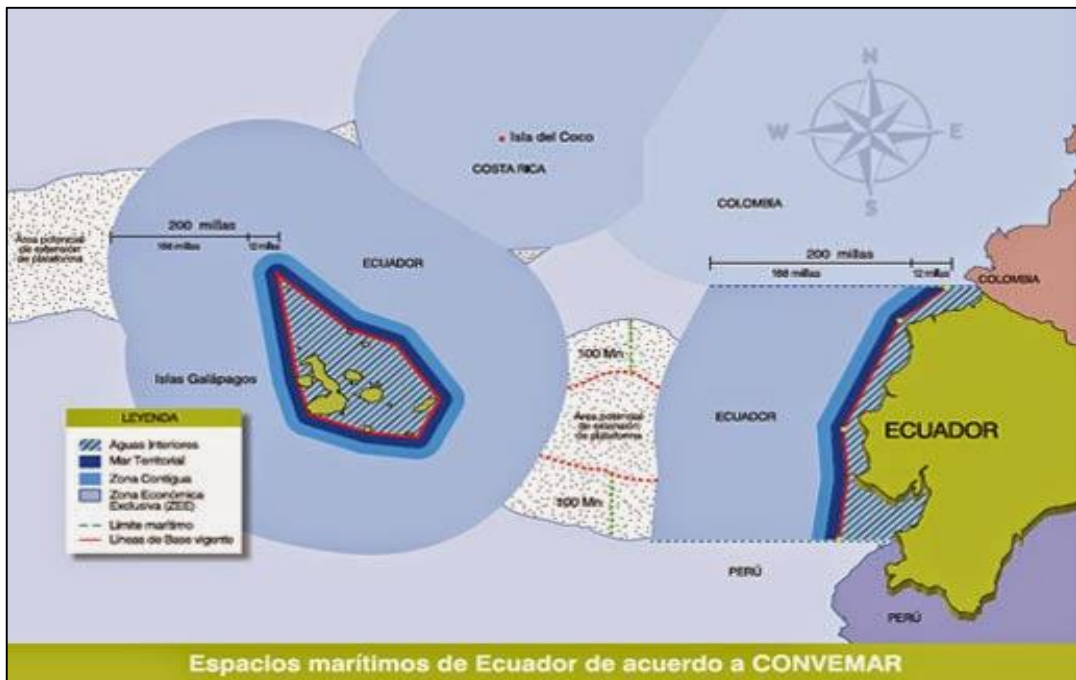 N
W
E
S
Isla del Coco
COSTA RICA
COLOMBIA
200 millas
188 millas
12 millas
Área potencial
de extensión
de plataforma
ECUADOR
200 millas
188 millas
12 millas
COLOMBIA
Islas Galápagos
100 Mn
Área potencial
de extensión
de plataforma
100 Mn
ECUADOR
ECUADOR
PERÚ
PERÚ
LEYENDA
Aguas Interiores
Mar Territorial
Zona Contigua
Zona Económica
Exclusiva (ZEE)
Límite marítimo
Líneas de Base vigente
Espacios marítimos de Ecuador de acuerdo a CONVEMAR